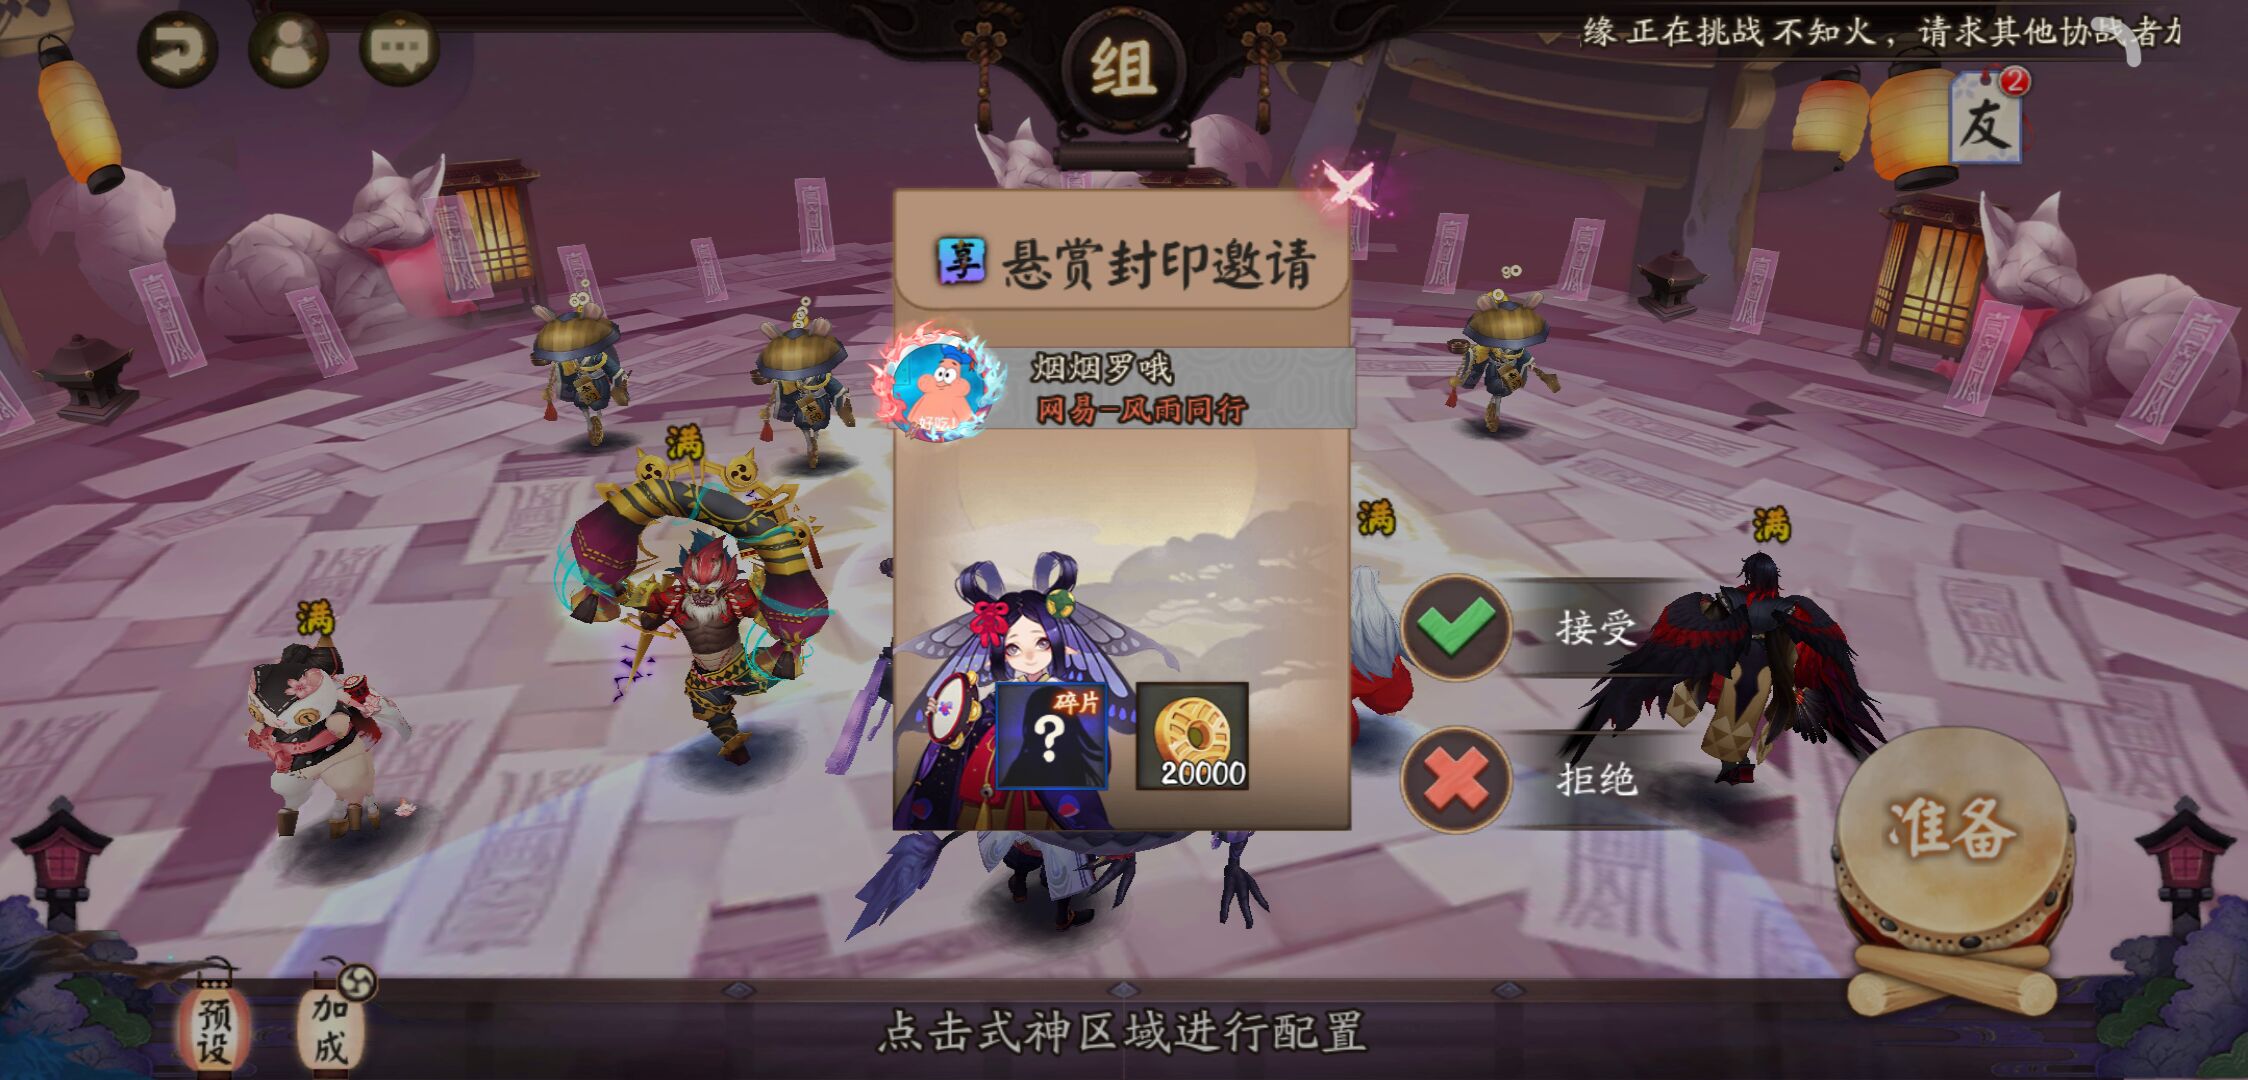 组
缘 正在挑战 不知火，请求其他协战者
友
2
享 悬赏封印邀请
烟烟罗哦
网易-风雨同行
好吃!
满
满
满
满
接受
拒绝
碎片
?
20000
准备
预设
加成
点击式神区域进行配置